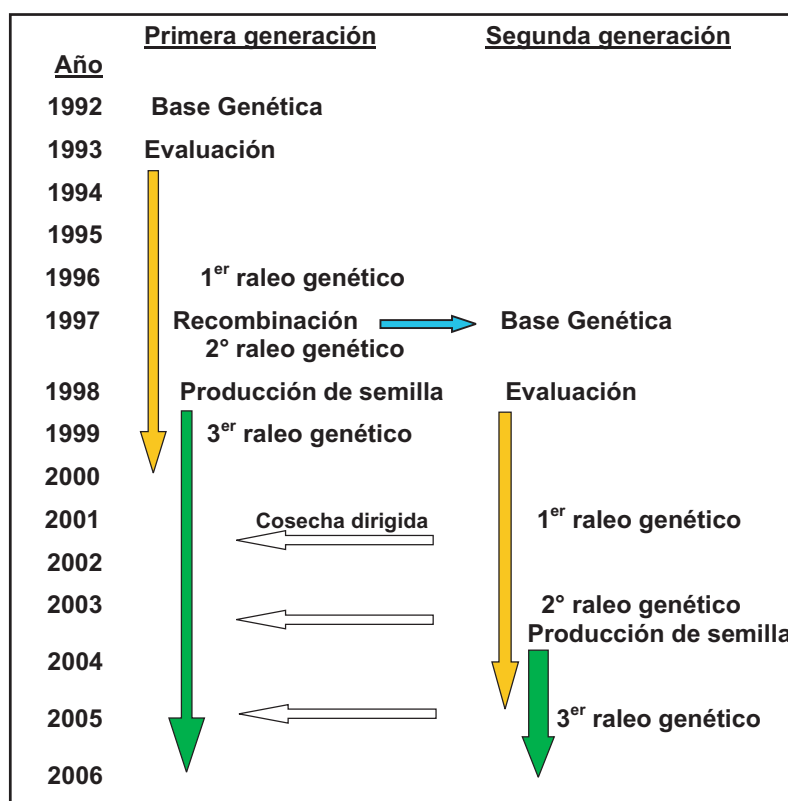 Primera generación Segunda generación
Año
1992 Base Genética
1993 Evaluación
1994
1995
1996 1er raleo genético
1997 Recombinación Base Genética
2° raleo genético
1998 Producción de semilla Evaluación
1999 3er raleo genético
2000
2001 Cosecha dirigida 1er raleo genético
2002
2003 2° raleo genético
Producción de semilla
2004
2005 3er raleo genético
2006